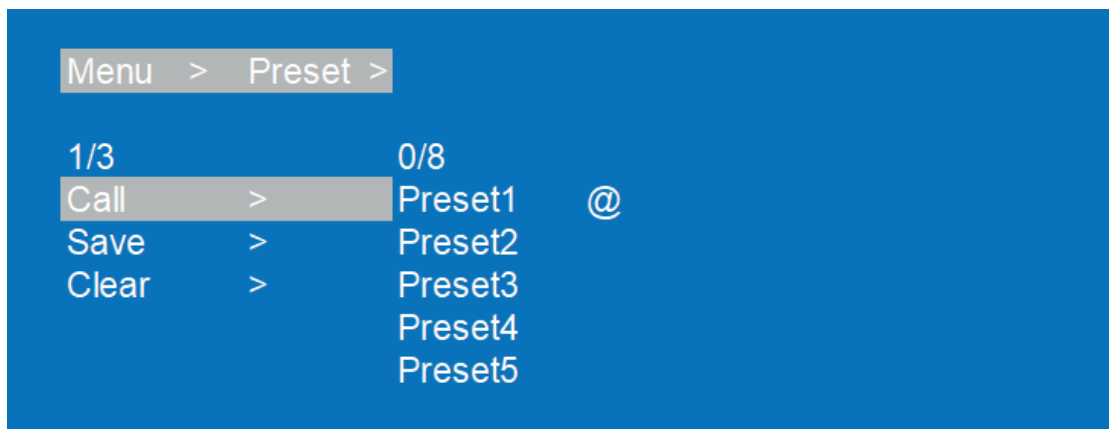 Menu > Preset >
1/3 0/8
Call > Preset1 @
Save > Preset2
Clear > Preset3
Preset4
Preset5